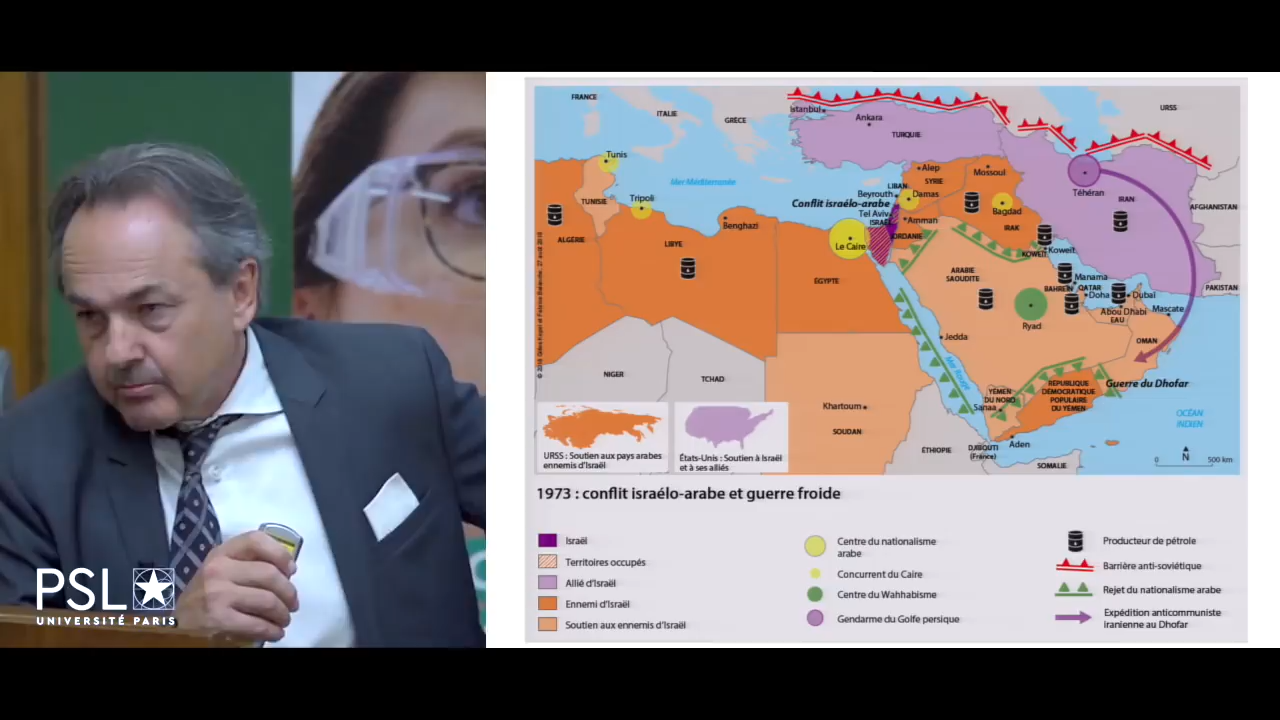 PSL
UNIVERSITÉ PARIS
FRANCE
ITALIE
GRÈCE
Istanbul
Ankara
TURQUIE
URSS
Tunis
TUNISIE
Mer Méditerranée
Alep
SYRIE
Mossoul
Téhéran
IRAN
AFGHANISTAN
LIBAN
Beyrouth
Damas
Conflit israélo-arabe
Tel Aviv
ISRAËL
Amman
JORDANIE
Bagdad
IRAK
Tripoli
Benghazi
ALGÉRIE
LIBYE
Le Caire
ÉGYPTE
KOWEÏT
Koweït
ARABIE
SAOUDITE
Manama
BAHREÏN
QATAR
Doha
Dubaï
PAKISTAN
Abou Dhabi
EAU
Mascate
Ryad
OMAN
Jedda
Mer Rouge
NIGER
TCHAD
Khartoum
SOUDAN
YÉMEN
DU NORD
Sanaa
RÉPUBLIQUE
DÉMOCRATIQUE
POPULAIRE
DU YÉMEN
Guerre du Dhofar
OCÉAN
INDIEN
Aden
ÉTHIOPIE
DJIBOUTI
(France)
SOMALIE
N
0 500 km
URSS : Soutien aux pays arabes
ennemis d'Israël
États-Unis : Soutien à Israël
et à ses alliés
1973 : conflit israélo-arabe et guerre froide
Israël
Territoires occupés
Allié d'Israël
Ennemi d'Israël
Soutien aux ennemis d'Israël
Centre du nationalisme
arabe
Concurrent du Caire
Centre du Wahhabisme
Gendarme du Golfe persique
Producteur de pétrole
Barrière anti-soviétique
Rejet du nationalisme arabe
Expédition anticommuniste
iranienne au Dhofar